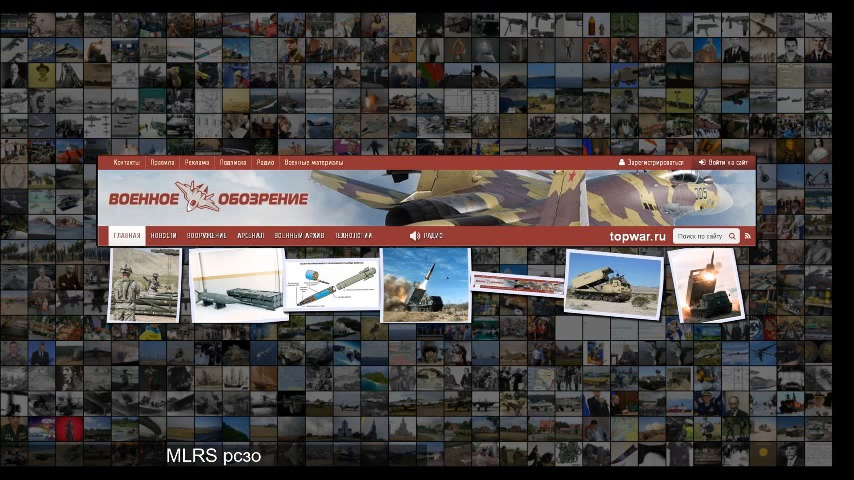 Контакты Правила Реклама Подписка Радио Военные материалы Зарегистрироваться Войти на сайт
ВОЕННОЕ ОБОЗРЕНИЕ
ГЛАВНАЯ НОВОСТИ ВООРУЖЕНИЕ АРСЕНАЛ ВОЕННЫЙ АРХИВ ТЕХНОЛОГИИ РАДИО topwar.ru Поиск по сайту
MLRS рсзо